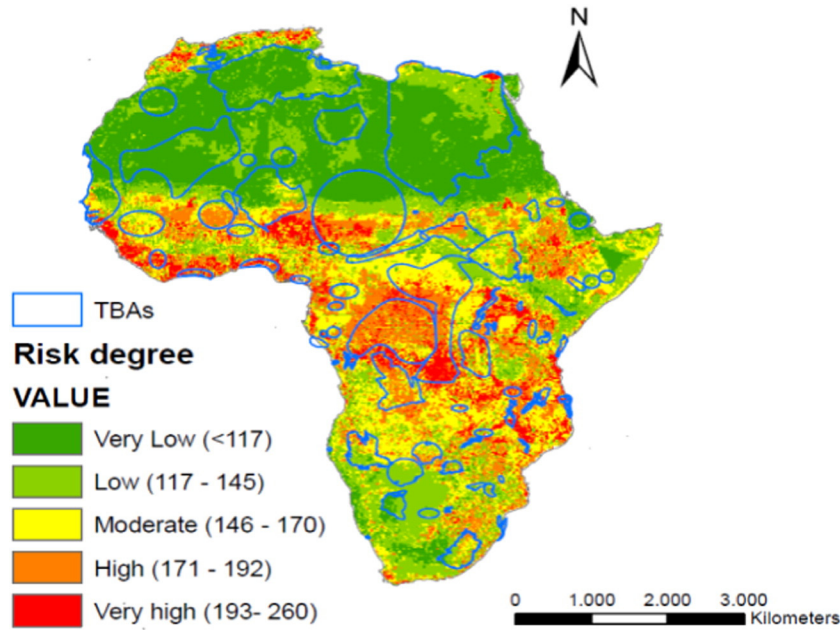 N
TBAs
Risk degree
VALUE
Very Low (<117)
Low (117 - 145)
Moderate (146 - 170)
High (171 - 192)
Very high (193- 260)
0 1.000 2.000 3.000
Kilometers